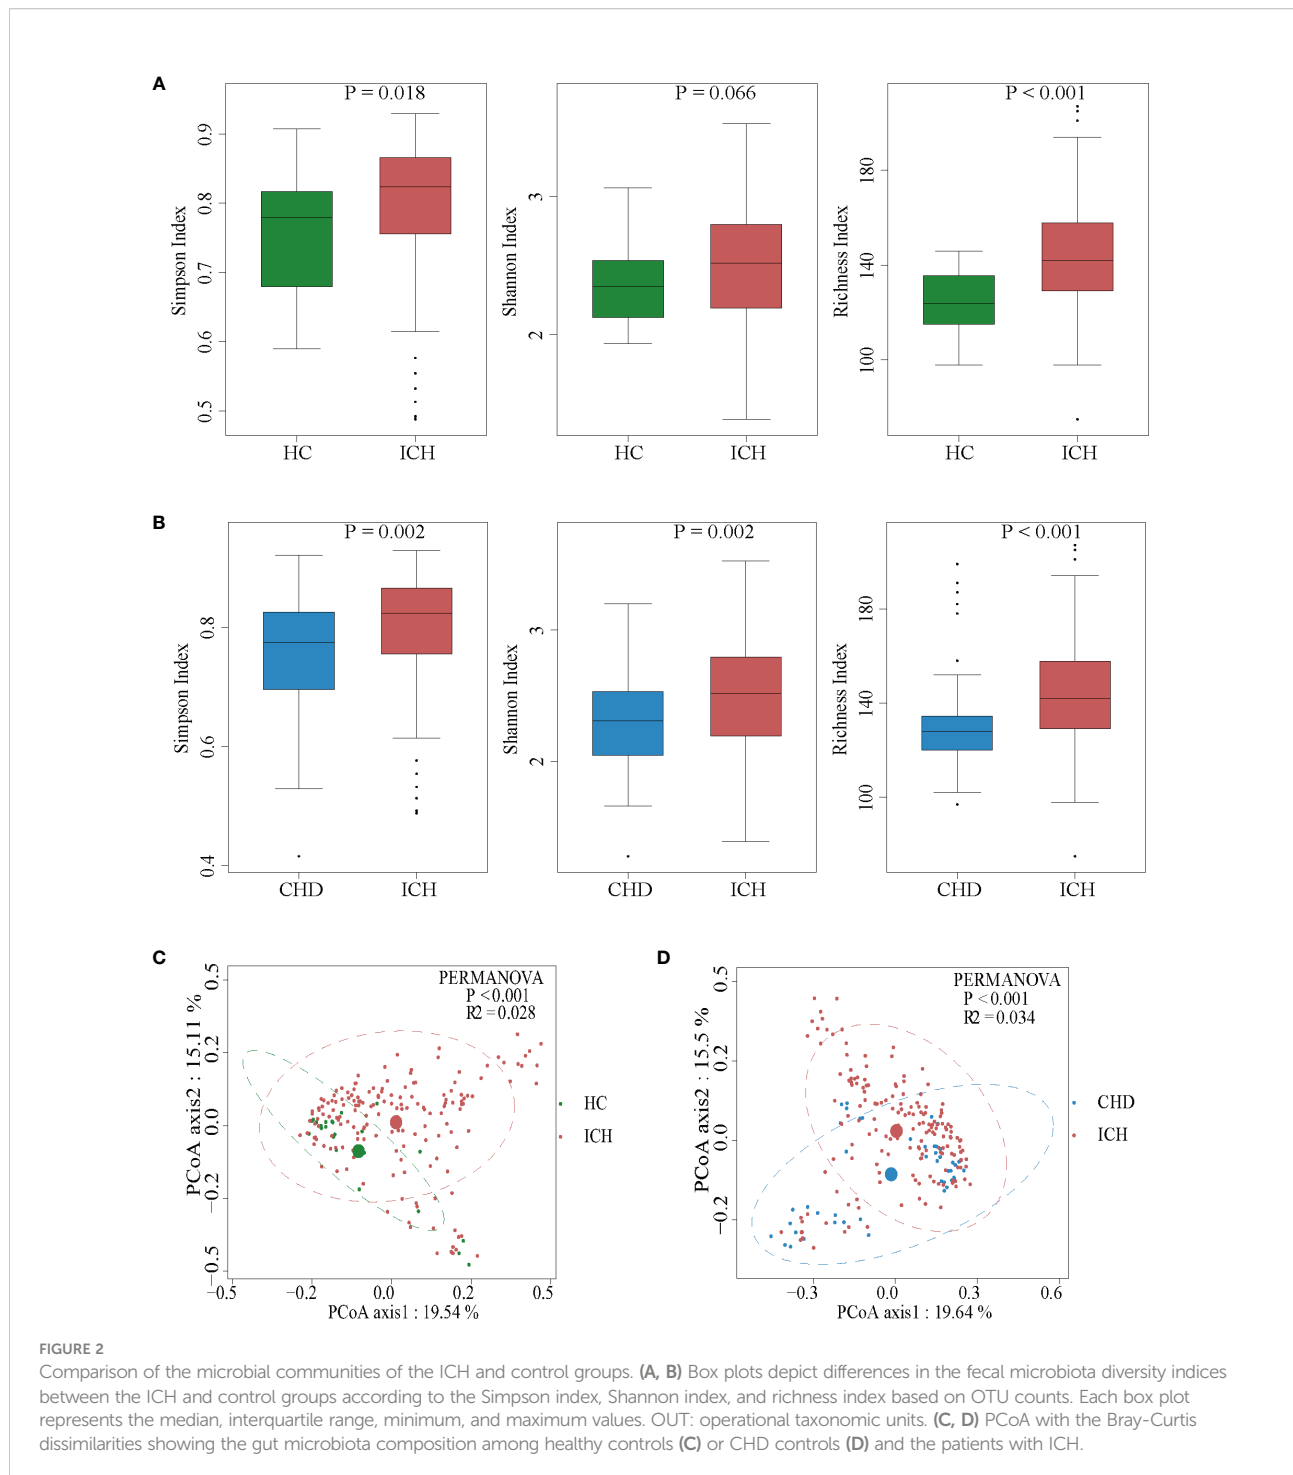 A
P = 0.018
Simpson Index
0.9
0.8
0.7
0.6
0.5
HC
ICH
P = 0.066
Shannon Index
3
2
HC
ICH
P < 0.001
Richness Index
180
140
100
HC
ICH
B
P = 0.002
Simpson Index
0.8
0.6
0.4
CHD
ICH
P = 0.002
Shannon Index
3
2
CHD
ICH
P < 0.001
Richness Index
180
140
100
CHD
ICH
C
PERMANOVA
P <0.001
R2 = 0.028
PCoA axis2 : 15.11 %
0.5
0.2
0.0
−0.2
−0.5
−0.5
−0.2
0.0
0.2
0.5
PCoA axis1 : 19.54 %
HC
ICH
D
PERMANOVA
P <0.001
R2 = 0.034
PCoA axis2 : 15.5 %
0.5
0.2
0.0
−0.2
−0.3
0.0
0.3
0.6
PCoA axis1 : 19.64 %
CHD
ICH
FIGURE 2
Comparison of the microbial communities of the ICH and control groups. (A, B) Box plots depict differences in the fecal microbiota diversity indices
between the ICH and control groups according to the Simpson index, Shannon index, and richness index based on OTU counts. Each box plot
represents the median, interquartile range, minimum, and maximum values. OUT: operational taxonomic units. (C, D) PCoA with the Bray-Curtis
dissimilarities showing the gut microbiota composition among healthy controls (C) or CHD controls (D) and the patients with ICH.